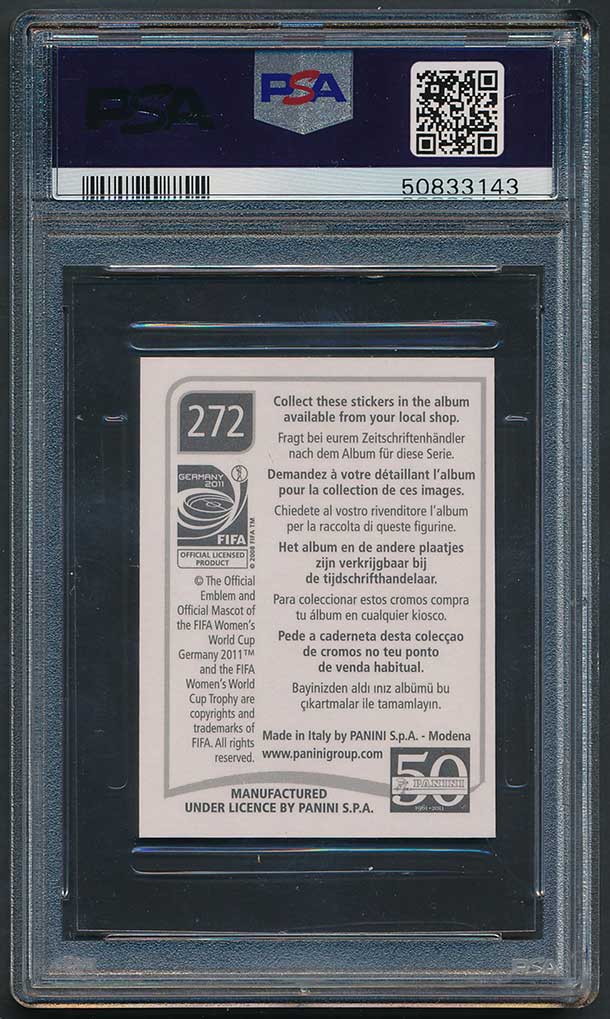 PSA
PSA
50833143
272
Collect these stickers in the album
available from your local shop.
Fragt bei eurem Zeitschriftenhändler
nach dem Album für diese Serie.
Demandez à votre détaillant l'album
pour la collection de ces images.
Chiedete al vostro rivenditore l'album
per la raccolta di queste figurine.
Het album en de andere plaatjes
zijn verkrijgbaar bij
de tijdschrifthandelaar.
Para coleccionar estos cromos compra
tu álbum en cualquier kiosco.
Pede a caderneta desta colecçao
de cromos no teu ponto
de venda habitual.
Bayinizden aldı ınız albümü bu
çıkartmalar ile tamamlayın.
GERMANY
2011
FIFA
© 2008 FIFA TM
OFFICIAL LICENSED
PRODUCT
© The Official
Emblem and
Official Mascot of
the FIFA Women's
World Cup
Germany 2011™
and the FIFA
Women's World
Cup Trophy are
copyrights and
trademarks of
FIFA. All rights
reserved.
Made in Italy by PANINI S.p.A. - Modena
www.paninigroup.com
50
PANINI
1961•2011
MANUFACTURED
UNDER LICENCE BY PANINI S.P.A.
PSA